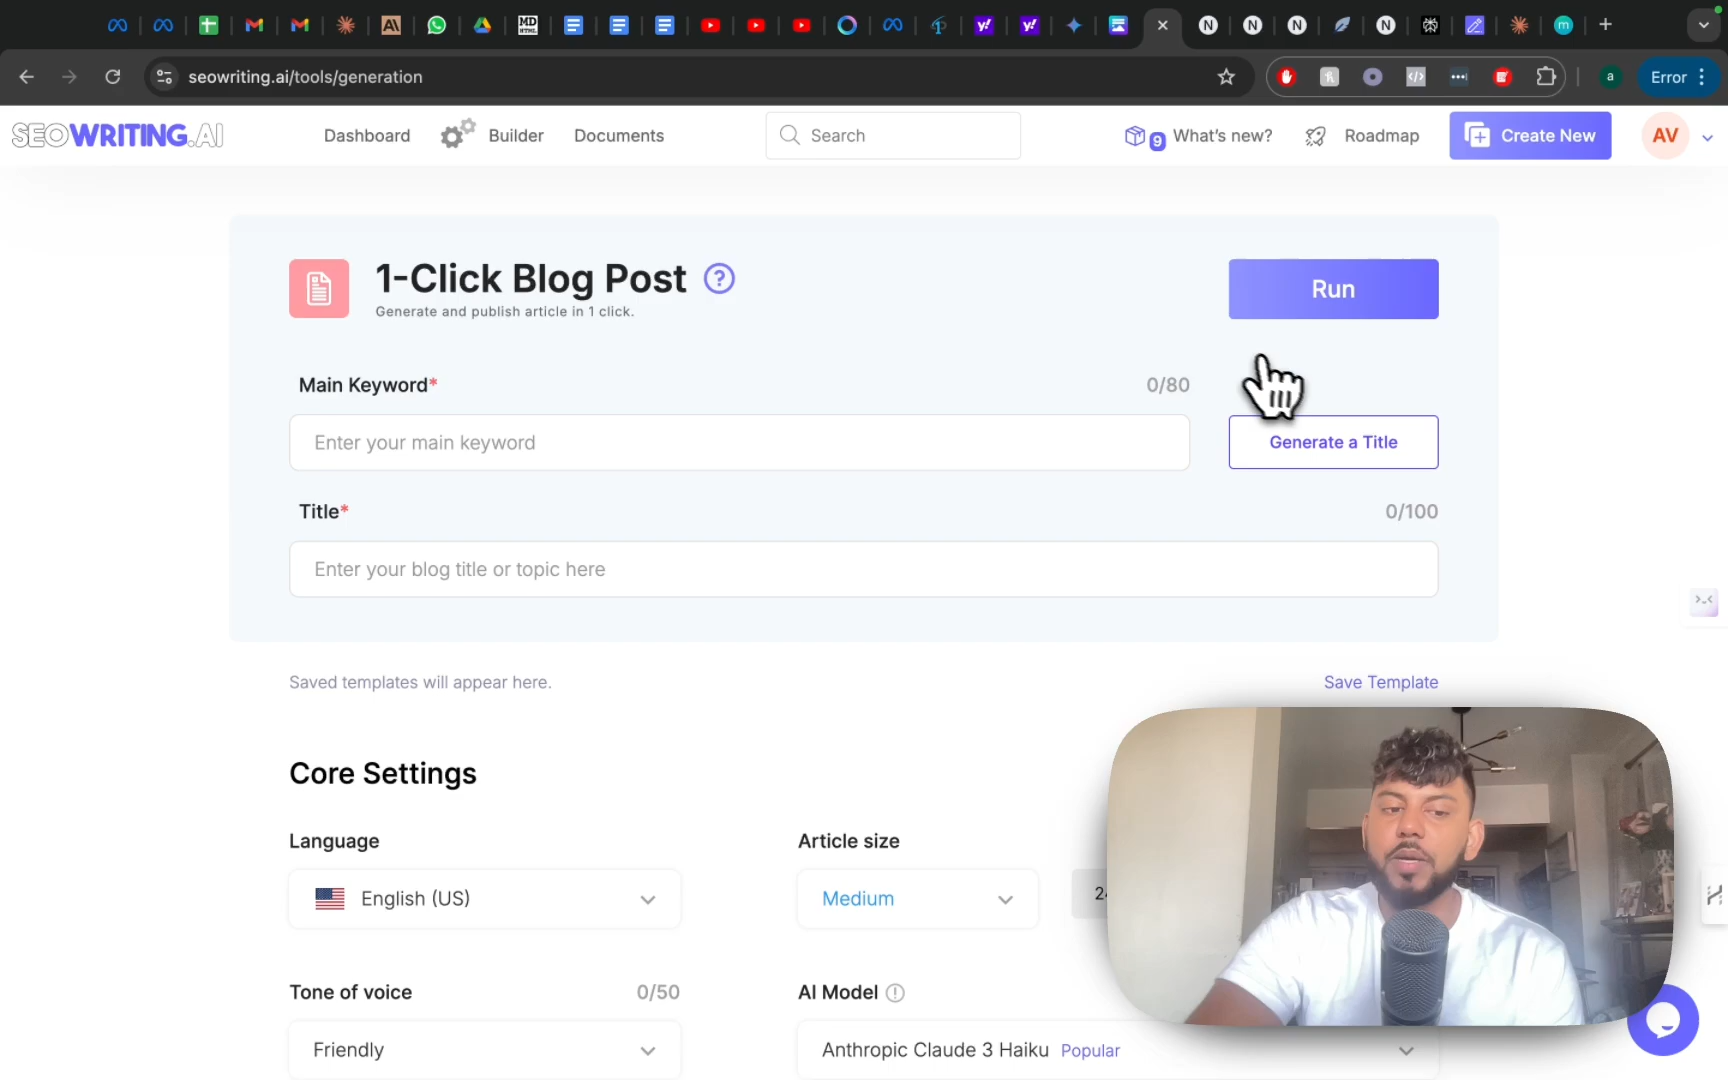 seowriting.ai/tools/generation
Error
SEOWRITING.AI
Dashboard
Builder
Documents
Search
9
What's new?
Roadmap
Create New
AV
1-Click Blog Post
Generate and publish article in 1 click.
Run
Main Keyword*
0/80
Enter your main keyword
Generate a Title
Title*
0/100
Enter your blog title or topic here
Saved templates will appear here.
Save Template
Core Settings
Language
Article size
English (US)
Medium
Tone of voice
0/50
AI Model
Friendly
Anthropic Claude 3 Haiku Popular